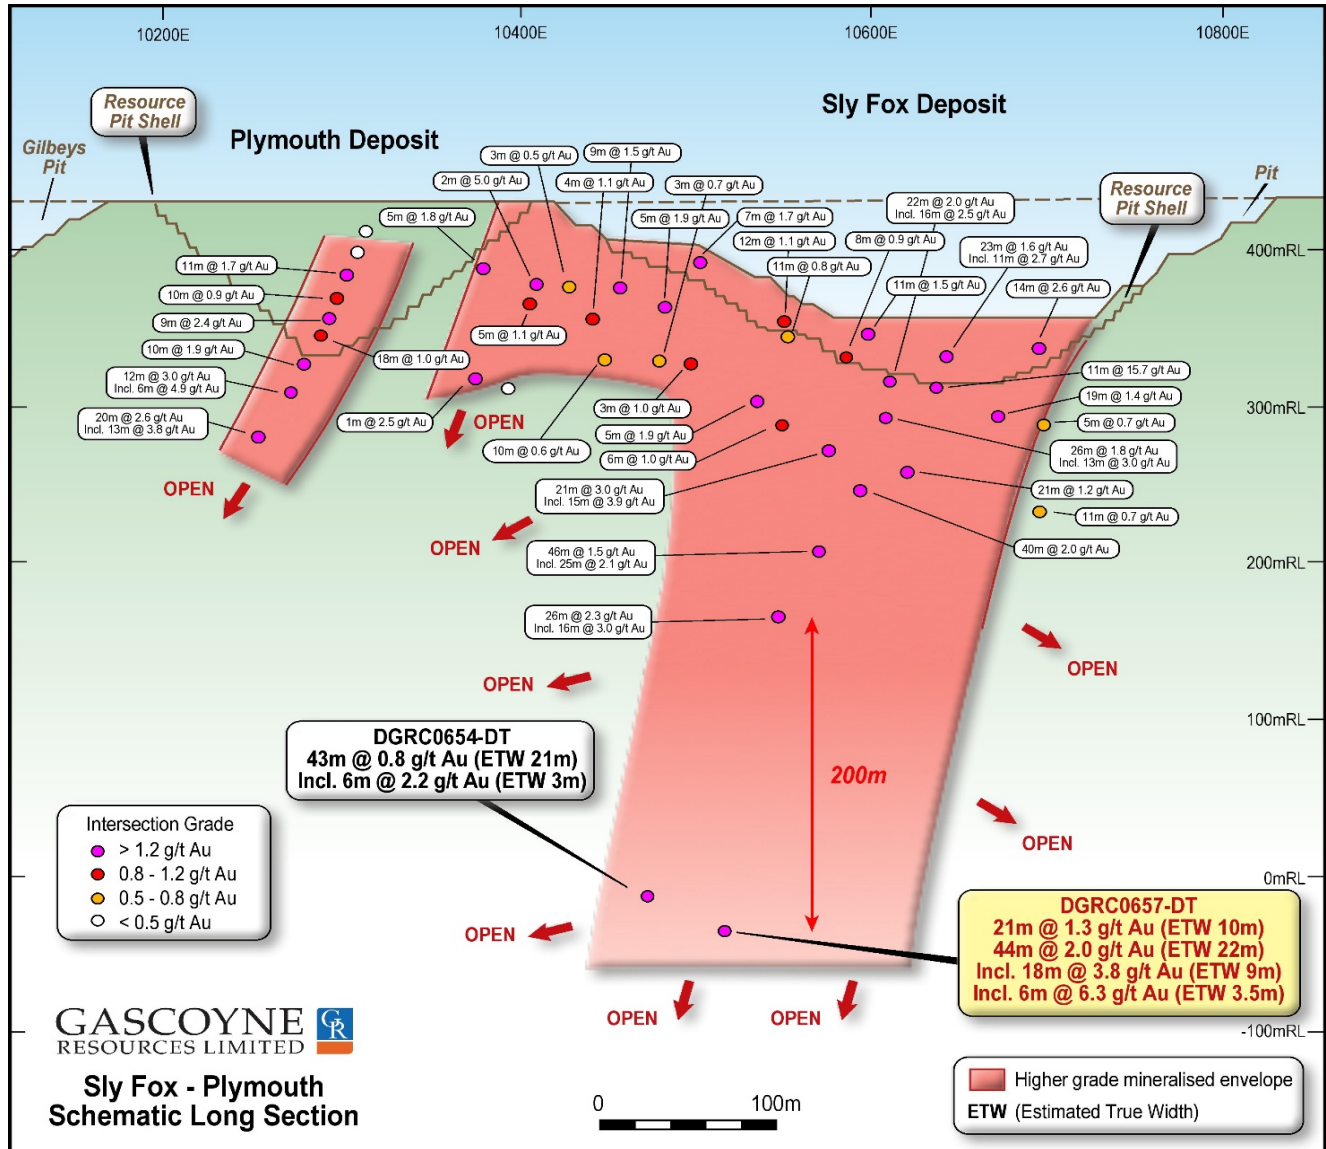 10200E
10400E
10600E
10800E
Resource
Pit Shell
Gilbeys
Pit
Plymouth Deposit
Sly Fox Deposit
Pit
Resource
Pit Shell
3m @ 0.5 g/t Au
9m @ 1.5 g/t Au
2m @ 5.0 g/t Au
4m @ 1.1 g/t Au
3m @ 0.7 g/t Au
5m @ 1.8 g/t Au
5m @ 1.9 g/t Au
7m @ 1.7 g/t Au
22m @ 2.0 g/t Au
Incl. 16m @ 2.5 g/t Au
12m @ 1.1 g/t Au
8m @ 0.9 g/t Au
23m @ 1.6 g/t Au
Incl. 11m @ 2.7 g/t Au
11m @ 0.8 g/t Au
11m @ 1.5 g/t Au
14m @ 2.6 g/t Au
400mRL
11m @ 1.7 g/t Au
10m @ 0.9 g/t Au
9m @ 2.4 g/t Au
5m @ 1.1 g/t Au
10m @ 1.9 g/t Au
18m @ 1.0 g/t Au
12m @ 3.0 g/t Au
Incl. 6m @ 4.9 g/t Au
20m @ 2.6 g/t Au
Incl. 13m @ 3.8 g/t Au
1m @ 2.5 g/t Au
OPEN
10m @ 0.6 g/t Au
3m @ 1.0 g/t Au
5m @ 1.9 g/t Au
6m @ 1.0 g/t Au
11m @ 15.7 g/t Au
19m @ 1.4 g/t Au
300mRL
5m @ 0.7 g/t Au
26m @ 1.8 g/t Au
Incl. 13m @ 3.0 g/t Au
21m @ 1.2 g/t Au
11m @ 0.7 g/t Au
40m @ 2.0 g/t Au
OPEN
21m @ 3.0 g/t Au
Incl. 15m @ 3.9 g/t Au
OPEN
46m @ 1.5 g/t Au
Incl. 25m @ 2.1 g/t Au
200mRL
26m @ 2.3 g/t Au
Incl. 16m @ 3.0 g/t Au
OPEN
OPEN
100mRL
DGRC0654-DT
43m @ 0.8 g/t Au (ETW 21m)
Incl. 6m @ 2.2 g/t Au (ETW 3m)
200m
OPEN
Intersection Grade
> 1.2 g/t Au
0.8 - 1.2 g/t Au
0.5 - 0.8 g/t Au
< 0.5 g/t Au
0mRL
DGRC0657-DT
21m @ 1.3 g/t Au (ETW 10m)
44m @ 2.0 g/t Au (ETW 22m)
Incl. 18m @ 3.8 g/t Au (ETW 9m)
Incl. 6m @ 6.3 g/t Au (ETW 3.5m)
OPEN
OPEN
OPEN
-100mRL
GASCOYNE
RESOURCES LIMITED
GR
Sly Fox - Plymouth
Schematic Long Section
0 100m
Higher grade mineralised envelope
ETW (Estimated True Width)